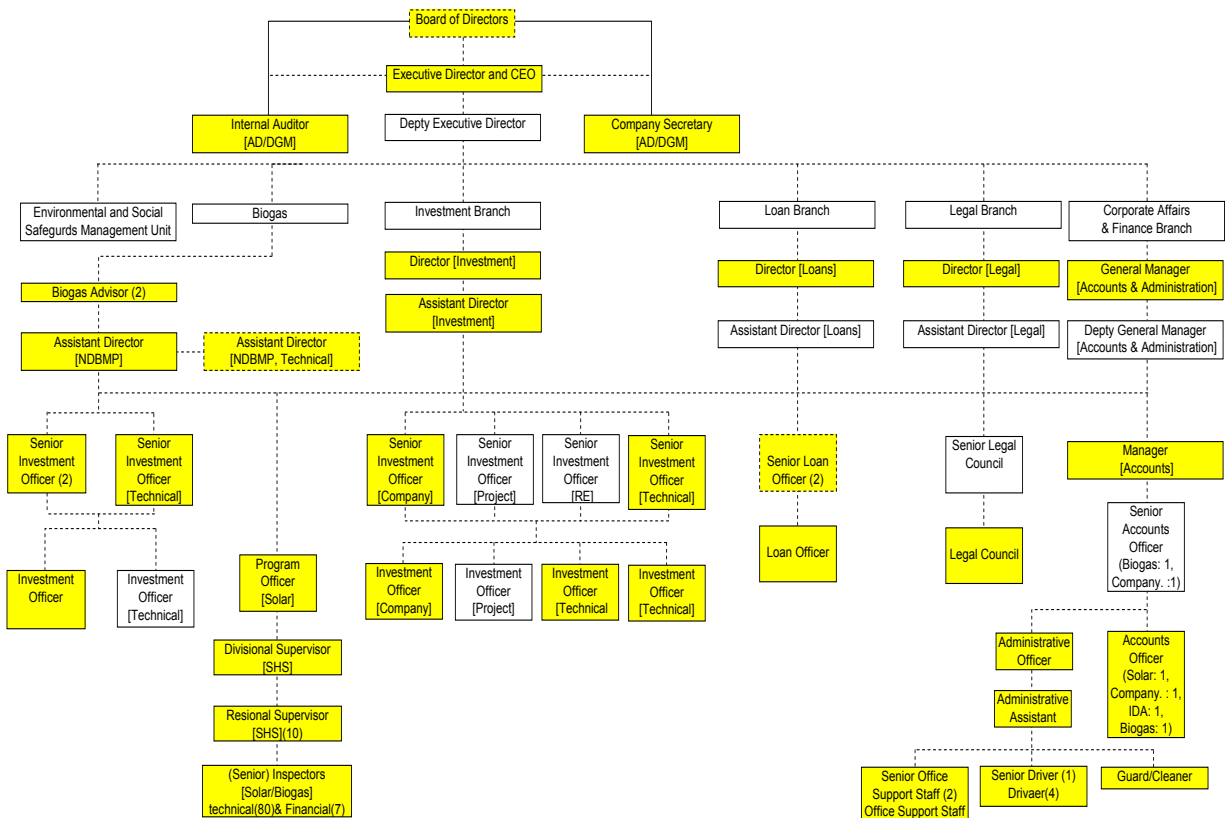 Board of Directors
Executive Director and CEO
Internal Auditor
[AD/DGM]
Depty Executive Director
Company Secretary
[AD/DGM]
Environmental and Social
Safegurds Management Unit
Biogas
Investment Branch
Loan Branch
Legal Branch
Corporate Affairs
& Finance Branch
Director [Investment]
Director [Loans]
Director [Legal]
General Manager
[Accounts & Administration]
Biogas Advisor (2)
Assistant Director
[Investment]
Assistant Director
[NDBMP]
Assistant Director
[NDBMP, Technical]
Assistant Director [Loans]
Assistant Director [Legal]
Depty General Manager
[Accounts & Administration]
Senior
Investment
Officer (2)
Senior
Investment
Officer
[Technical]
Senior
Investment
Officer
[Company]
Senior
Investment
Officer
[Project]
Senior
Investment
Officer
[RE]
Senior
Investment
Officer
[Technical]
Senior Loan
Officer (2)
Senior Legal
Council
Manager
[Accounts]
Investment
Officer
Investment
Officer
[Technical]
Program
Officer
[Solar]
Investment
Officer
[Company]
Investment
Officer
[Project]
Investment
Officer
[Technical
Investment
Officer
[Technical]
Loan Officer
Legal Council
Senior
Accounts
Officer
(Biogas: 1,
Company. :1)
Divisional Supervisor
[SHS]
Administrative
Officer
Accounts
Officer
(Solar: 1,
Company. : 1,
IDA: 1,
Biogas: 1)
Resional Supervisor
[SHS](10)
Administrative
Assistant
(Senior) Inspectors
[Solar/Biogas]
technical(80)& Financial(7)
Senior Office
Support Staff (2)
Office Support Staff
Senior Driver (1)
Drivaer(4)
Guard/Cleaner